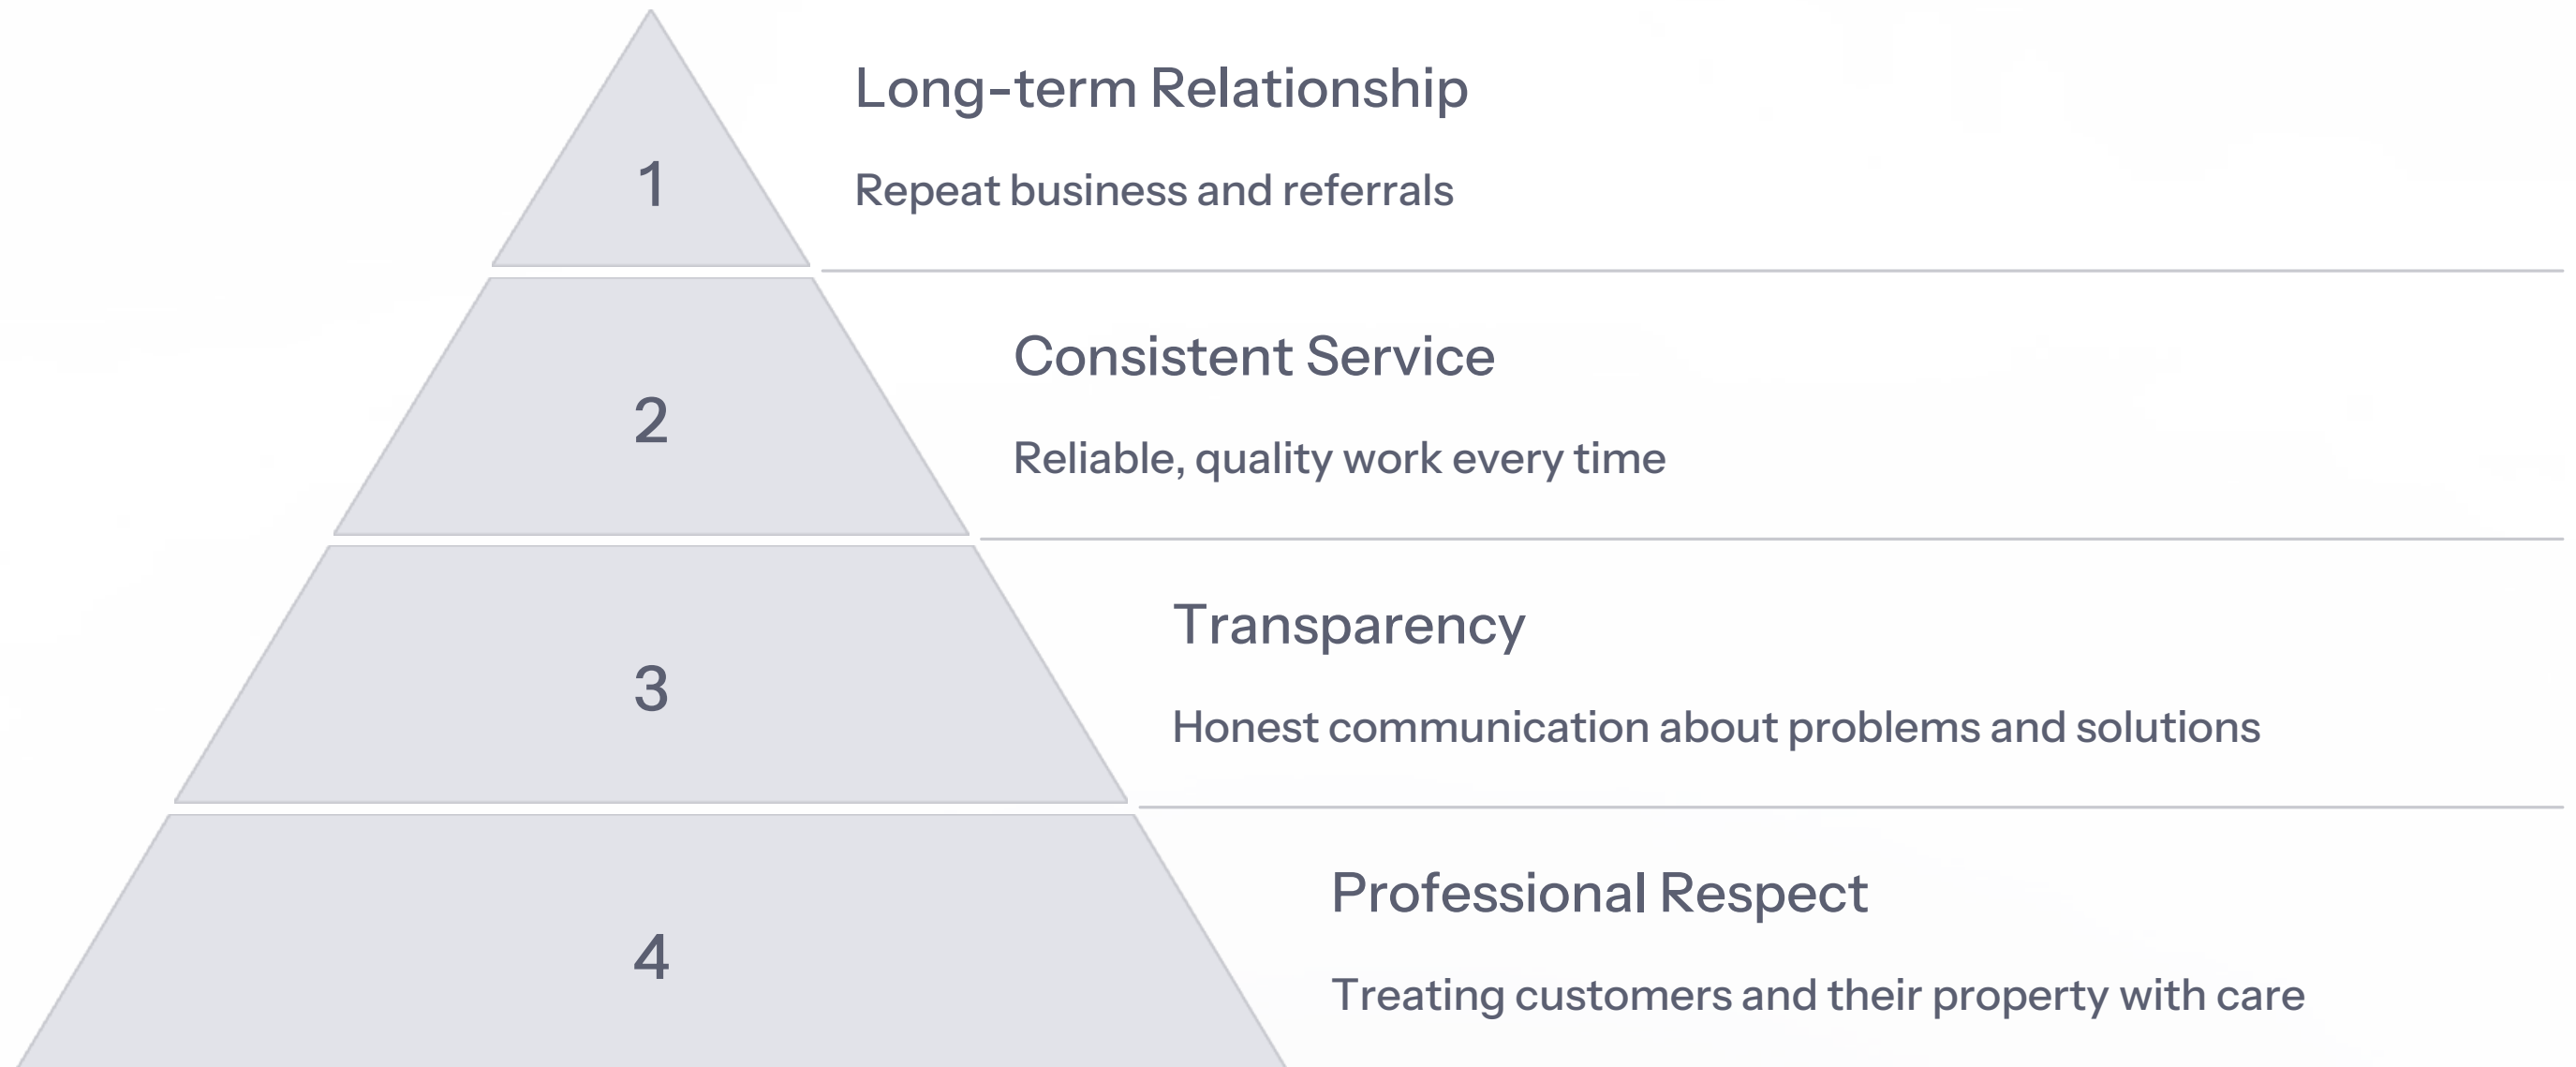 1
Long-term Relationship
Repeat business and referrals
2
Consistent Service
Reliable, quality work every time
3
Transparency
Honest communication about problems and solutions
4
Professional Respect
Treating customers and their property with care